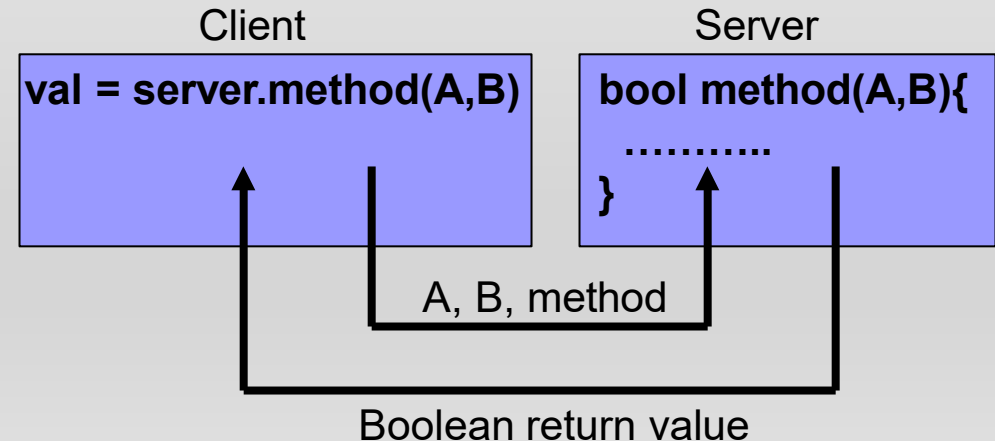 Client
Server
val = server.method(A,B)
bool method(A,B){
………..
}
A, B, method
Boolean return value